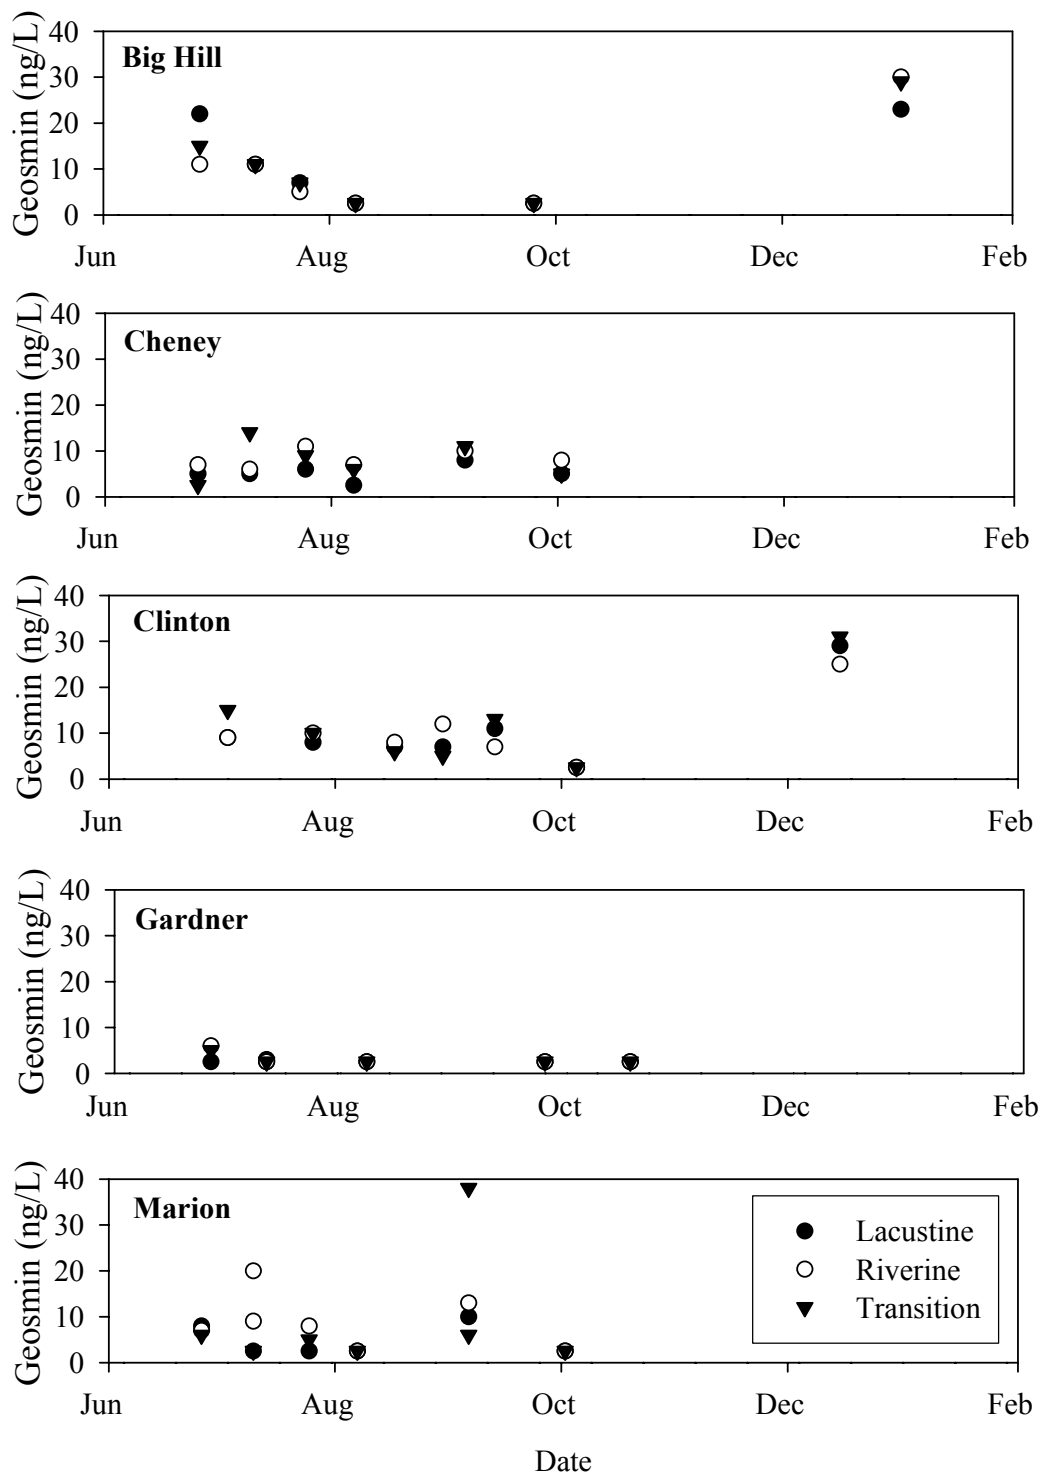 Big Hill
Geosmin (ng/L)
40
30
20
10
0
Jun Aug Oct Dec Feb
Cheney
Geosmin (ng/L)
40
30
20
10
0
Jun Aug Oct Dec Feb
Clinton
Geosmin (ng/L)
40
30
20
10
0
Jun Aug Oct Dec Feb
Gardner
Geosmin (ng/L)
40
30
20
10
0
Jun Aug Oct Dec Feb
Marion
Geosmin (ng/L)
40
30
20
10
0
Lacustine
Riverine
Transition
Jun Aug Oct Dec Feb
Date